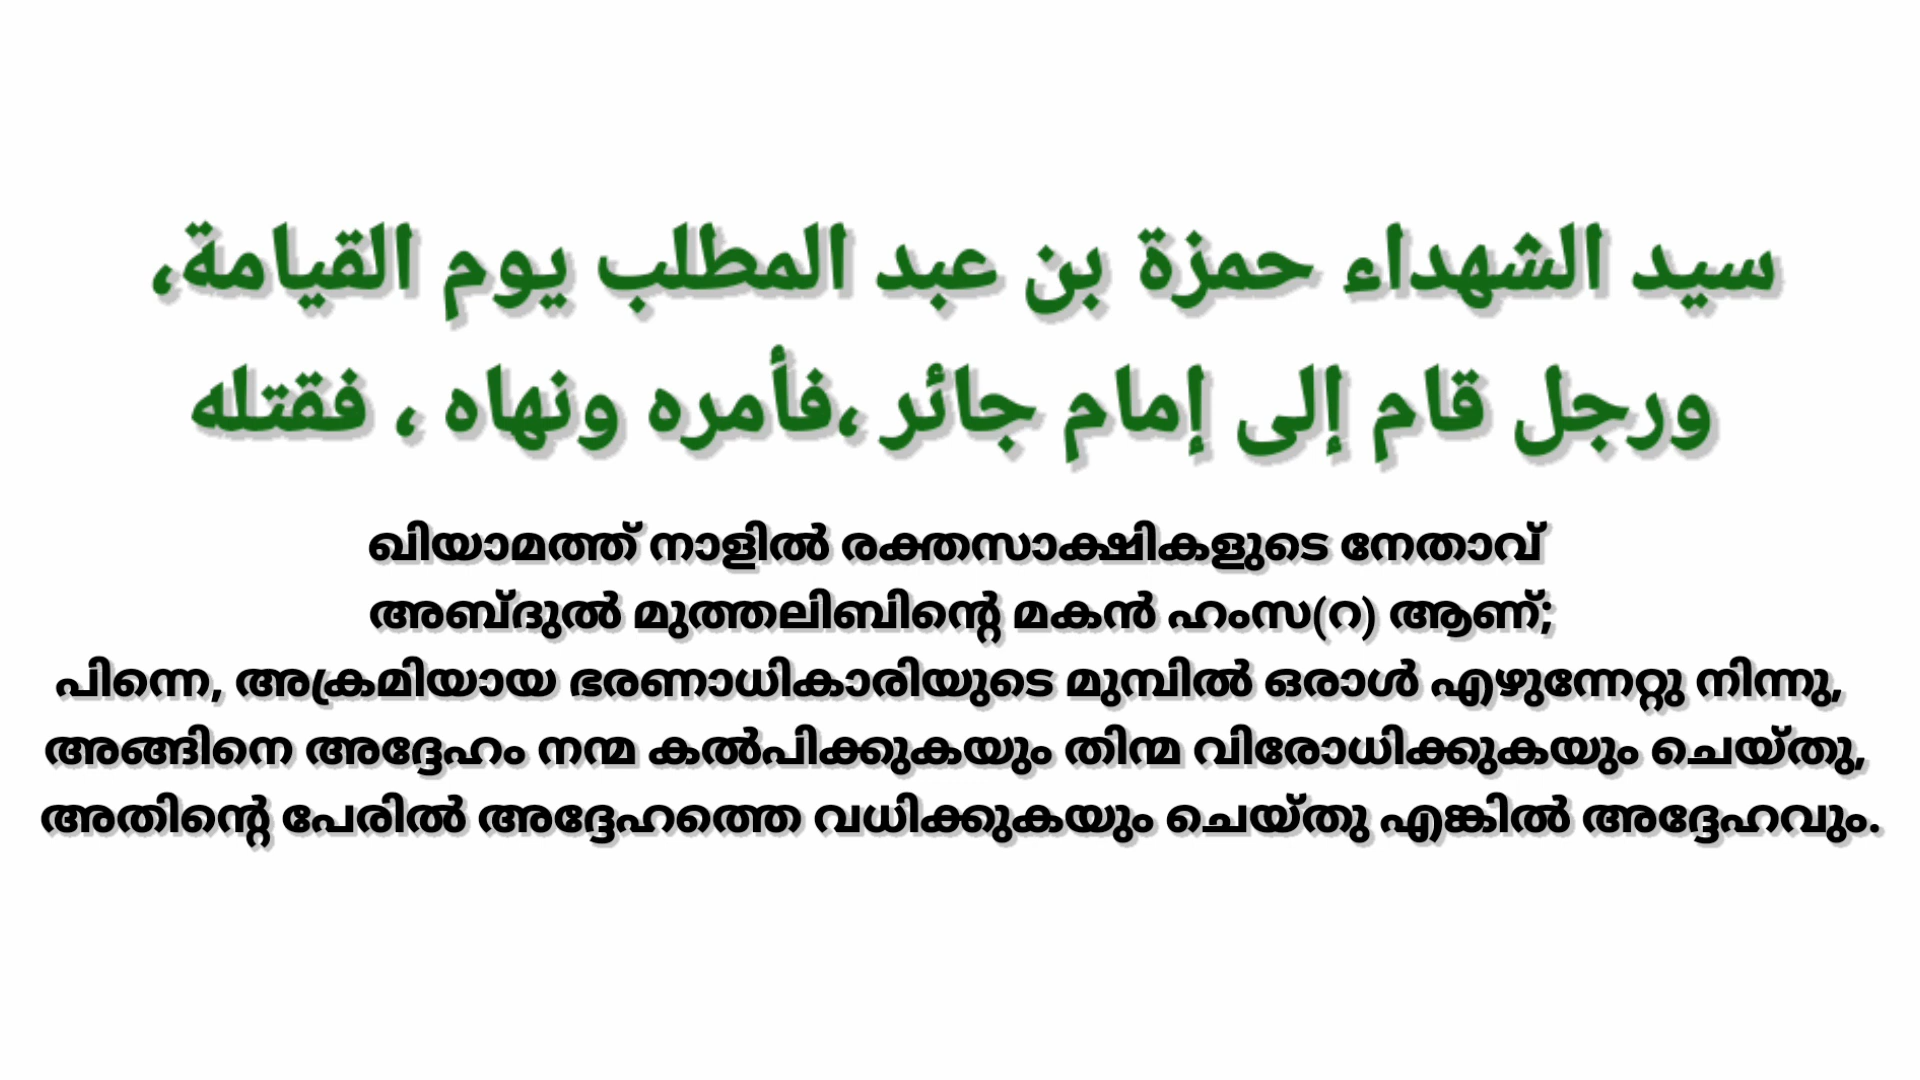 سيد الشهداء حمزة بن عبد المطلب يوم القيامة،
ورجل قام إلى إمام جائر ،فأمره ونهاه ، فقتله
ഖിയാമത്ത് നാളിൽ രക്തസാക്ഷികളുടെ നേതാവ്
അബ്ദുൽ മുത്തലിബിന്റെ മകൻ ഹംസ(റ) ആണ്;
പിന്നെ, അക്രമിയായ ഭരണാധികാരിയുടെ മുമ്പിൽ ഒരാൾ എഴുന്നേറ്റു നിന്നു,
അങ്ങിനെ അദ്ദേഹം നന്മ കൽപിക്കുകയും തിന്മ വിരോധിക്കുകയും ചെയ്തു,
അതിന്റെ പേരിൽ അദ്ദേഹത്തെ വധിക്കുകയും ചെയ്തു എങ്കിൽ അദ്ദേഹവും.